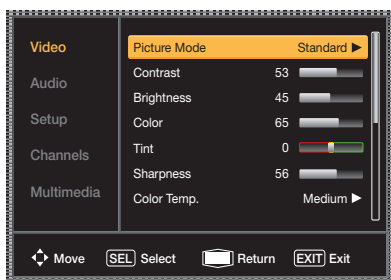 Video
Audio
Setup
Channels
Multimedia
Picture Mode Standard
Contrast 53
Brightness 45
Color 65
Tint 0
Sharpness 56
Color Temp. Medium
Move SEL Select Return EXIT Exit